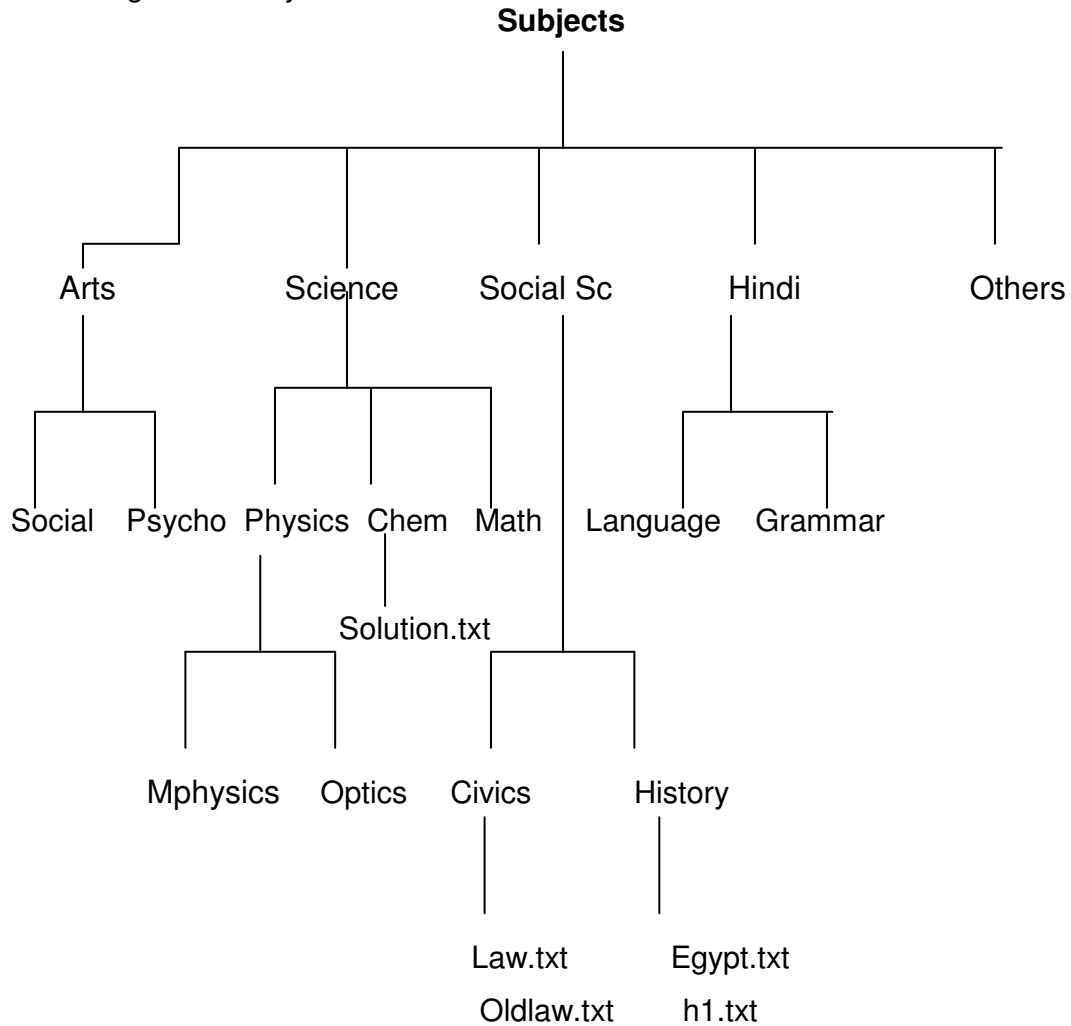 Subjects
Arts Science Social Sc Hindi Others
Social Psycho Physics Chem Math Language Grammar
Solution.txt
Mphysics Optics Civics History
Law.txt Egypt.txt
Oldlaw.txt h1.txt